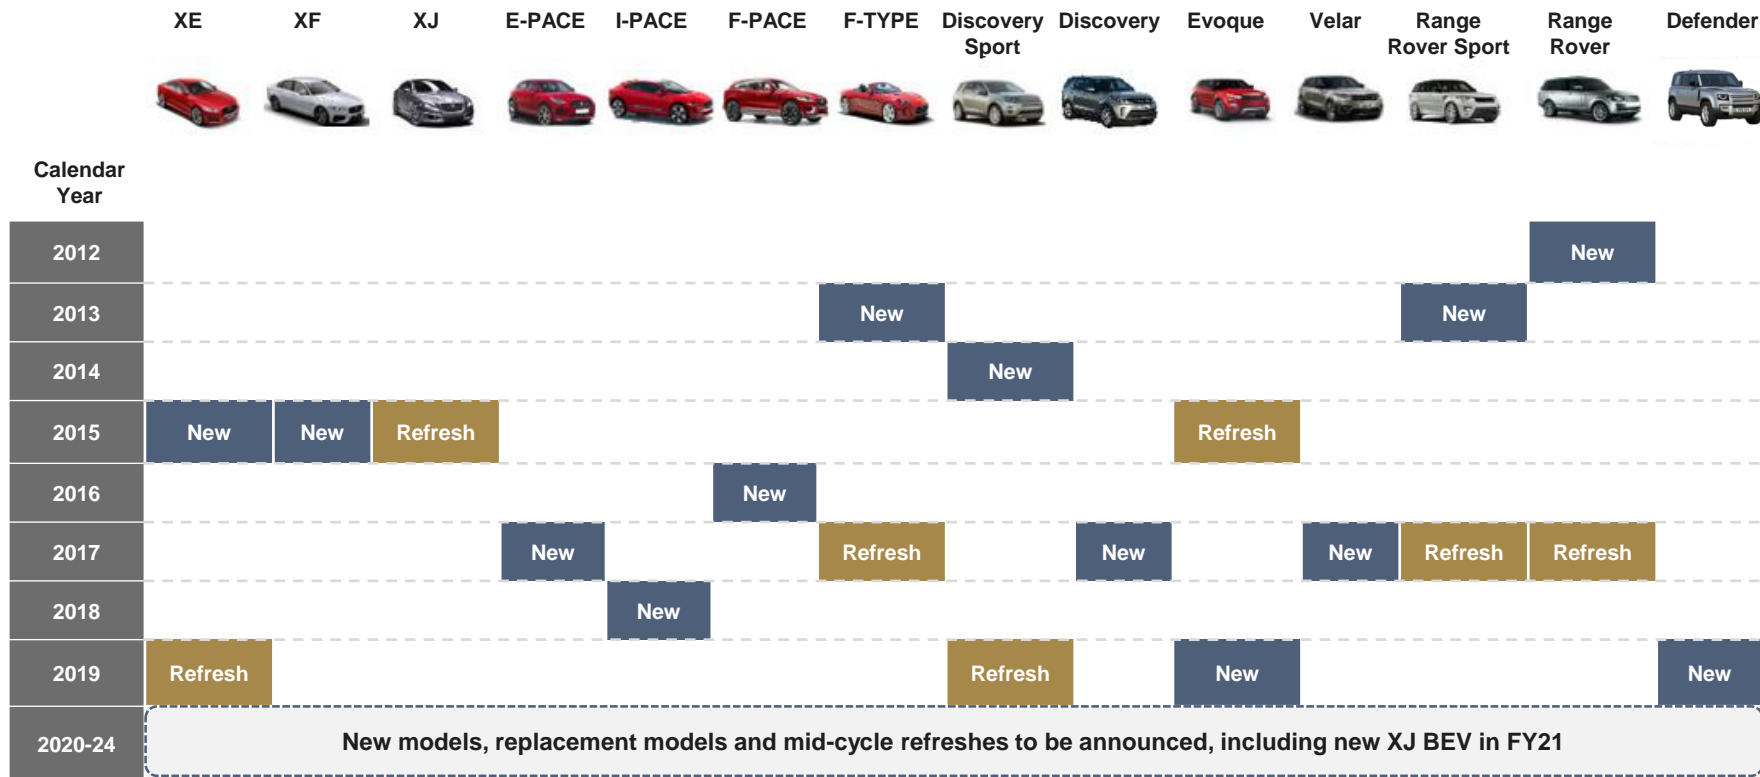 XE XF XJ E-PACE I-PACE F-PACE F-TYPE Discovery Discovery Evoque Velar Range Range Defender
Sport Rover Sport Rover
Calendar
Year
2012 New
2013 New New
2014 New
2015 New New Refresh Refresh
2016 New
2017 New Refresh New New Refresh Refresh
2018 New
2019 Refresh Refresh New New
2020-24 New models, replacement models and mid-cycle refreshes to be announced, including new XJ BEV in FY21